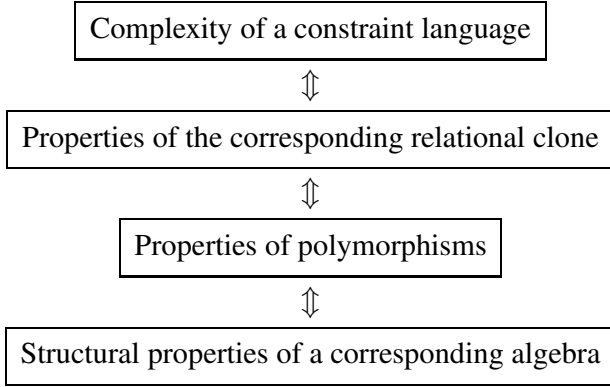 Complexity of a constraint language
⇕
Properties of the corresponding relational clone
⇕
Properties of polymorphisms
⇕
Structural properties of a corresponding algebra